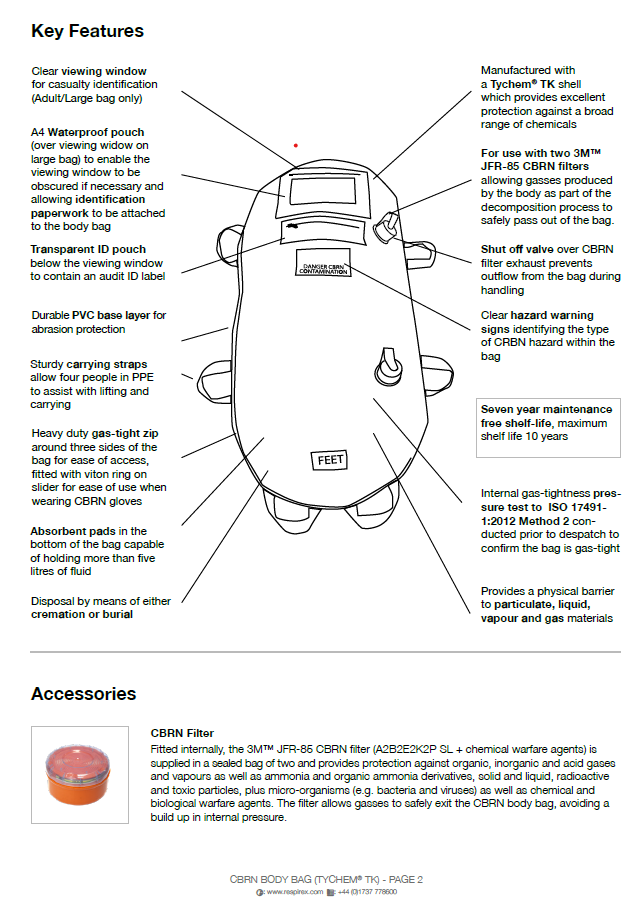 Key Features
Clear viewing window
for casualty identification
(Adult/Large bag only)
A4 Waterproof pouch
(over viewing widow on
large bag) to enable the
viewing window to be
obscured if necessary and
allowing identification
paperwork to be attached
to the body bag
Transparent ID pouch
below the viewing window
to contain an audit ID label
Durable PVC base layer for
abrasion protection
Sturdy carrying straps
allow four people in PPE
to assist with lifting and
carrying
Heavy duty gas-tight zip
around three sides of the
bag for ease of access,
fitted with viton ring on
slider for ease of use when
wearing CBRN gloves
Absorbent pads in the
bottom of the bag capable
of holding more than five
litres of fluid
Disposal by means of either
cremation or burial
DANGER CBRN
CONTAMINATION
FEET
Manufactured with
a Tychem® TK shell
which provides excellent
protection against a broad
range of chemicals
For use with two 3M™
JFR-85 CBRN filters
allowing gasses produced
by the body as part of the
decomposition process to
safely pass out of the bag.
Shut off valve over CBRN
filter exhaust prevents
outflow from the bag during
handling
Clear hazard warning
signs identifying the type
of CRBN hazard within the
bag
Seven year maintenance
free shelf-life, maximum
shelf life 10 years
Internal gas-tightness pres-
sure test to ISO 17491-
1:2012 Method 2 con-
ducted prior to despatch to
confirm the bag is gas-tight
Provides a physical barrier
to particulate, liquid,
vapour and gas materials
Accessories
CBRN Filter
Fitted internally, the 3M™ JFR-85 CBRN filter (A2B2E2K2P SL + chemical warfare agents) is
supplied in a sealed bag of two and provides protection against organic, inorganic and acid gases
and vapours as well as ammonia and organic ammonia derivatives, solid and liquid, radioactive
and toxic particles, plus micro-organisms (e.g. bacteria and viruses) as well as chemical and
biological warfare agents. The filter allows gasses to safely exit the CBRN body bag, avoiding a
build up in internal pressure.
CBRN BODY BAG (TYCHEM® TK) - PAGE 2
: www.respirex.com : +44 (0)1737 778600